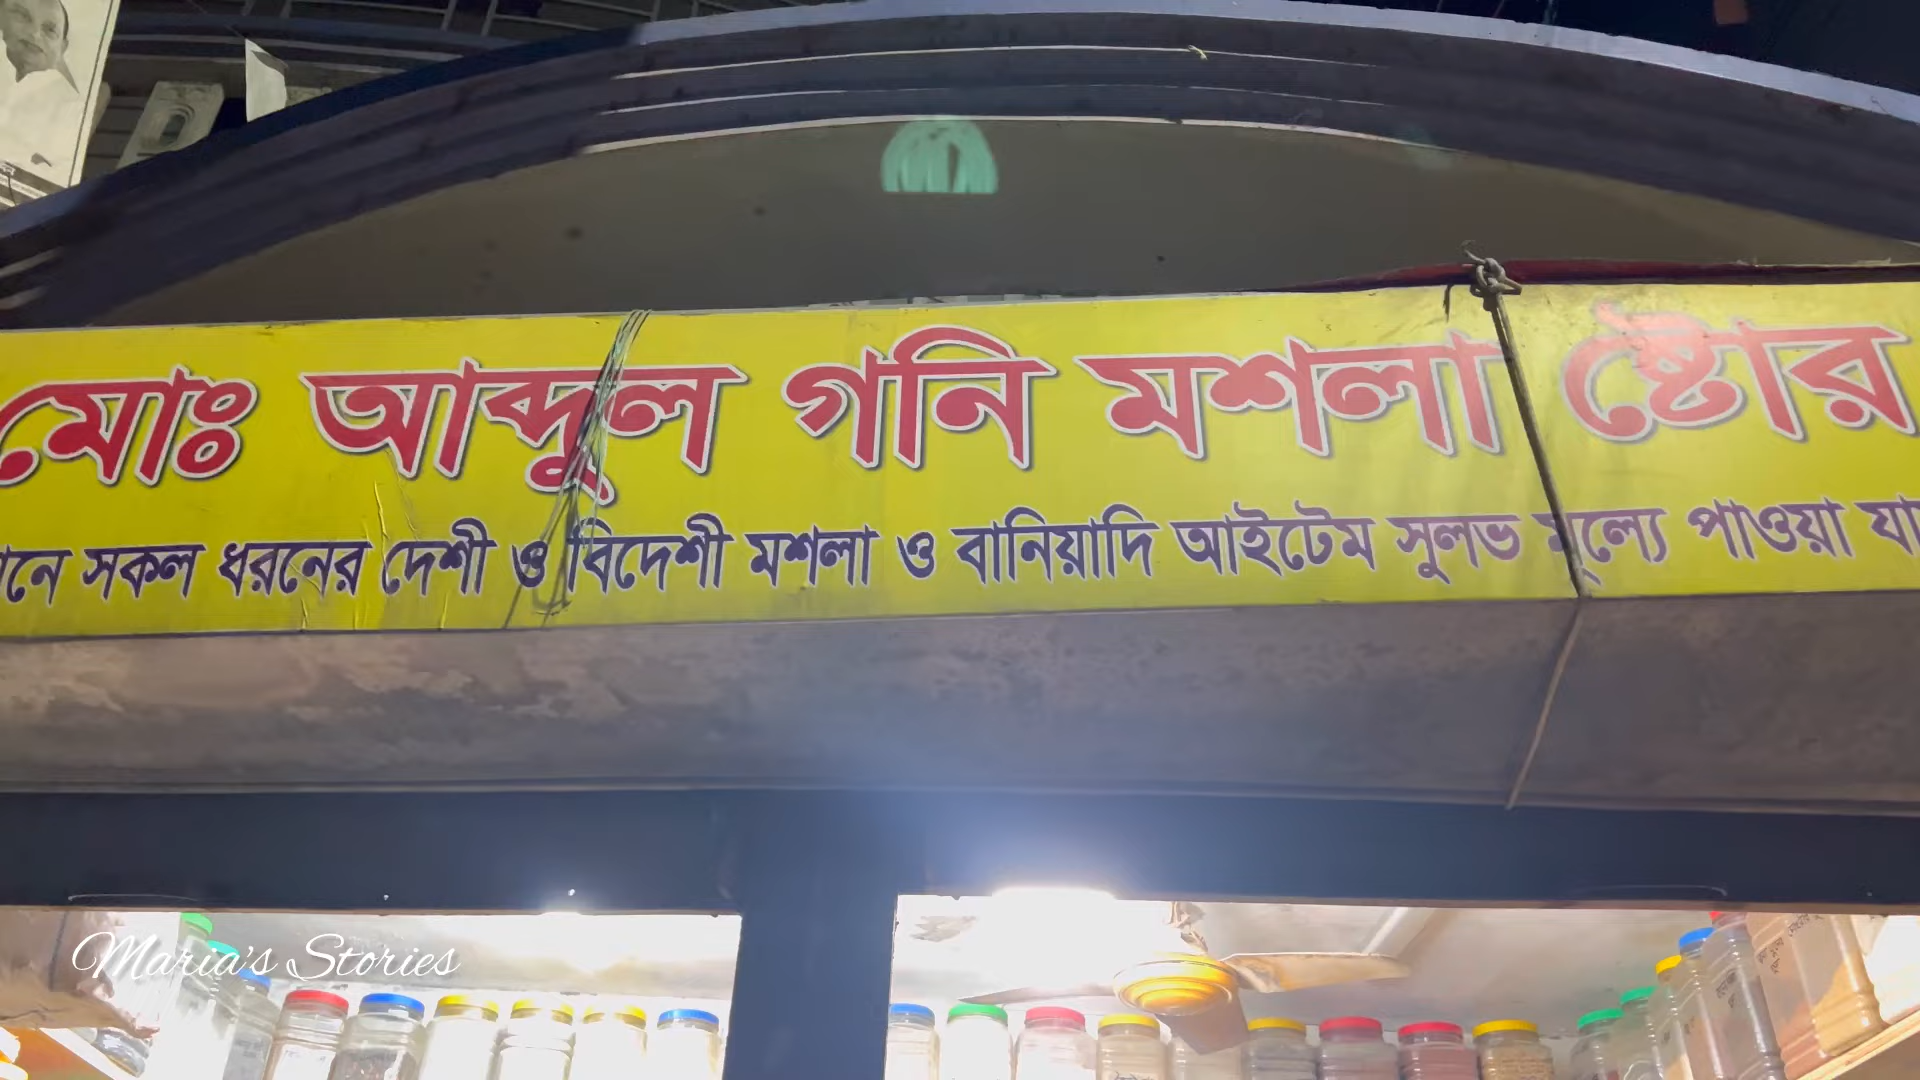 মোঃ আব্দুল গনি মশলা ষ্টোর
সকল ধরনের দেশী ও বিদেশী মশলা ও বানিয়াদি আইটেম সুলভ মূল্যে পাওয়া
Maria's Stories